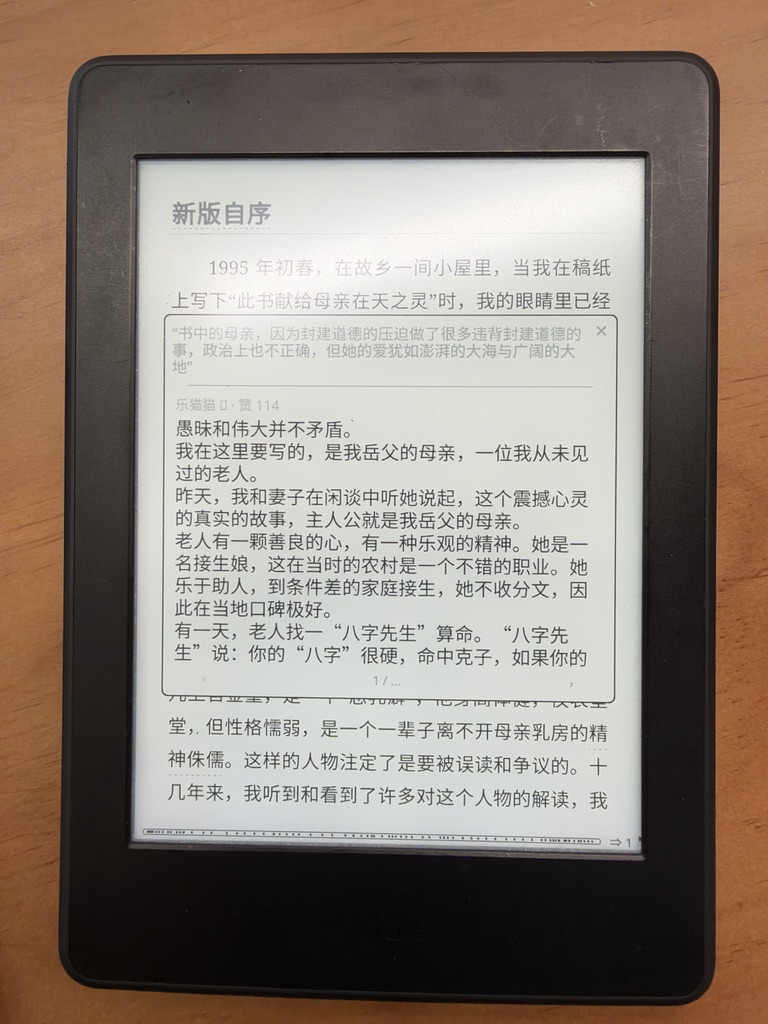 新版自序
1995 年初春，在故乡一间小屋里，当我在稿纸
上写下“此书献给母亲在天之灵”时，我的眼睛里已经
“书中的母亲，因为封建道德的压迫做了很多违背封建道德的
事，政治上也不正确，但她的爱犹如澎湃的大海与广阔的大
地”
×
乐猫猫 · 赞 114
愚昧和伟大并不矛盾。
我在这里要写的，是我岳父的母亲，一位我从未见
过的老人。
昨天，我和妻子在闲谈中听她说起，这个震撼心灵
的真实的故事，主人公就是我岳父的母亲。
老人有一颗善良的心，有一种乐观的精神。她是一
名接生娘，这在当时的农村是一个不错的职业。她
乐于助人，到条件差的家庭接生，她不收分文，因
此在当地口碑极好。
有一天，老人找一“八字先生”算命。“八字先
生”说：你的“八字”很硬，命中克子，如果你的
‹ 1 / ... ›
堂，但性格懦弱，是一个一辈子离不开母亲乳房的精
神侏儒。这样的人物注定了是要被误读和争议的。十
几年来，我听到和看到了许多对这个人物的解读，我
⇒ 1